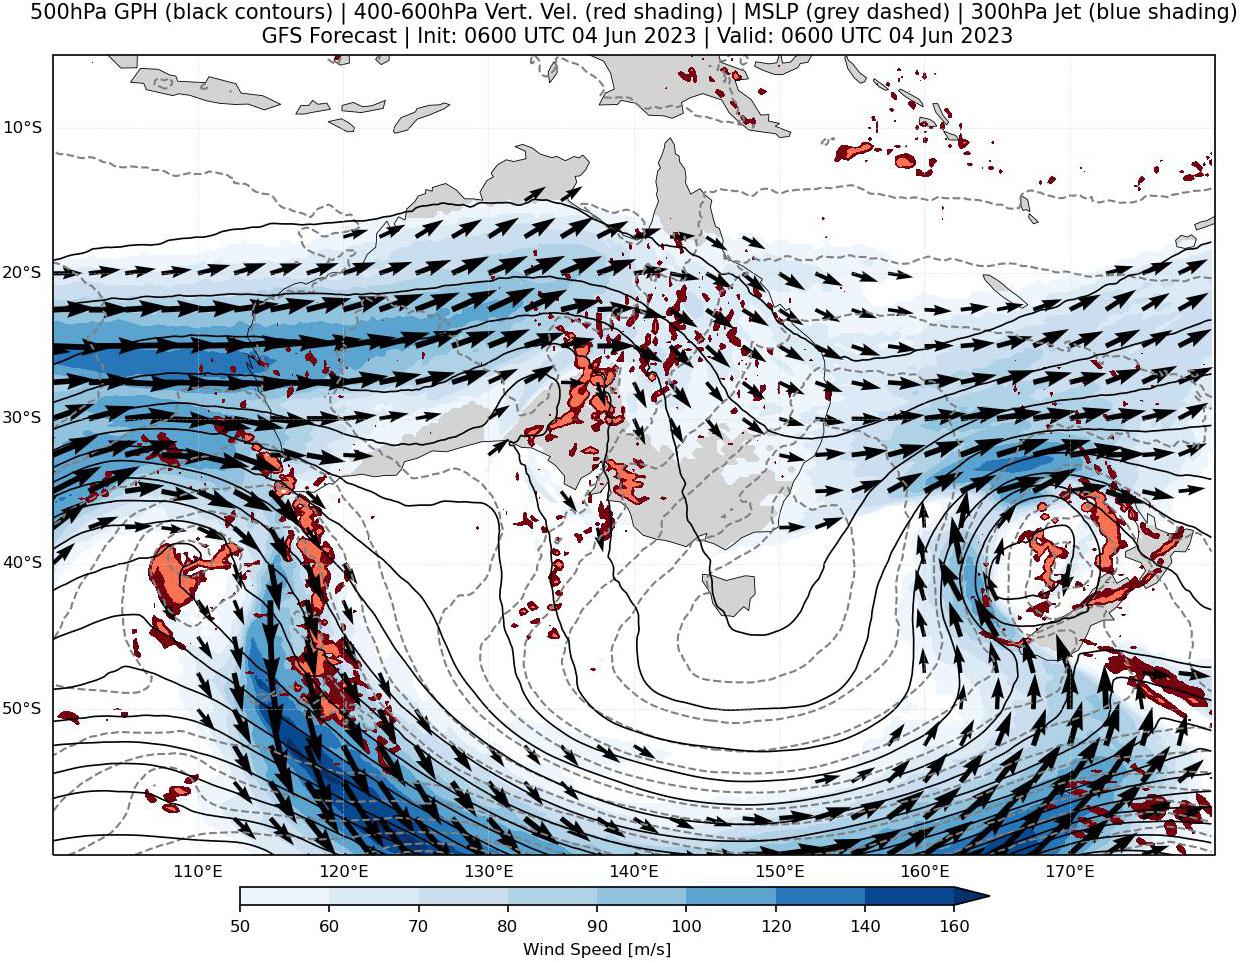 500hPa GPH (black contours) | 400-600hPa Vert. Vel. (red shading) | MSLP (grey dashed) | 300hPa Jet (blue shading)
GFS Forecast | Init: 0600 UTC 04 Jun 2023 | Valid: 0600 UTC 04 Jun 2023
10°S
20°S
30°S
40°S
50°S
110°E 120°E 130°E 140°E 150°E 160°E 170°E
50 60 70 80 90 100 120 140 160
Wind Speed [m/s]